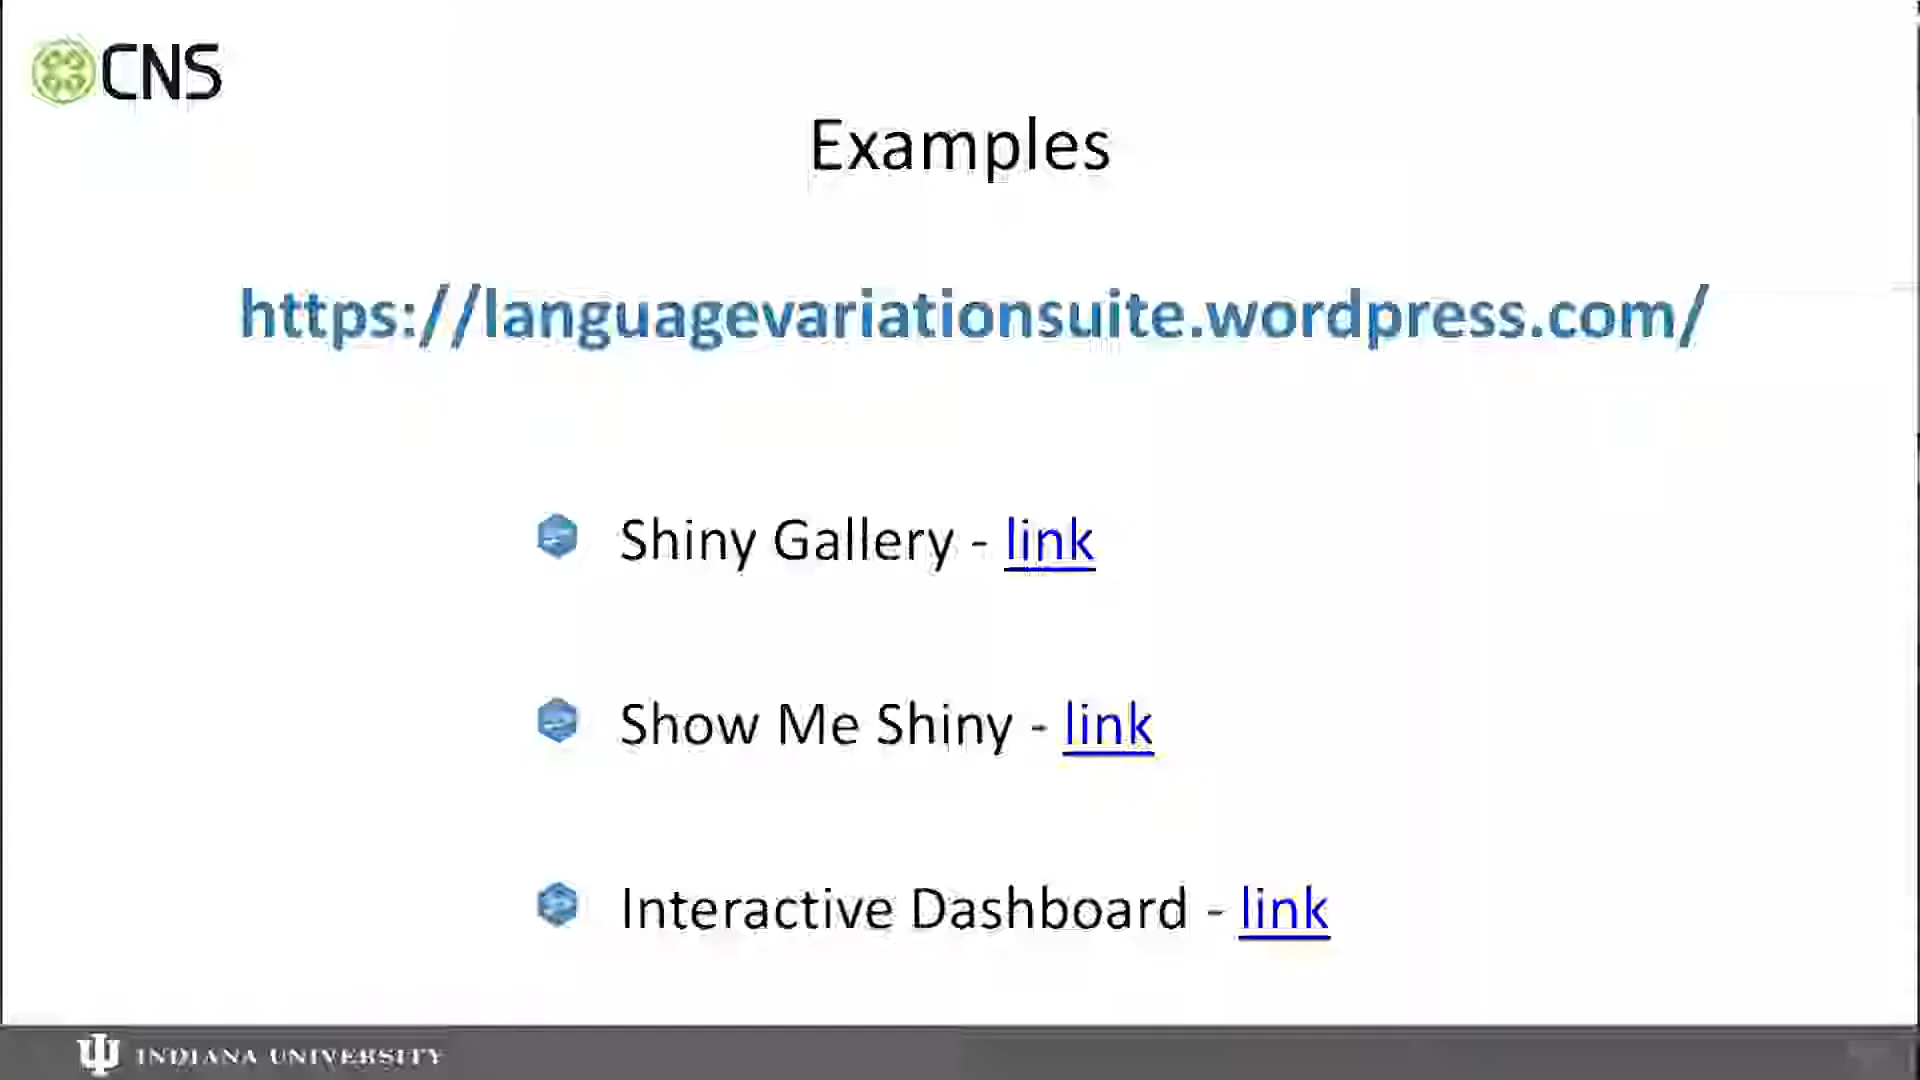 CNS
Examples
https://languagevariationsuite.wordpress.com/
Shiny Gallery - link
Show Me Shiny - link
Interactive Dashboard - link
INDIANA UNIVERSITY